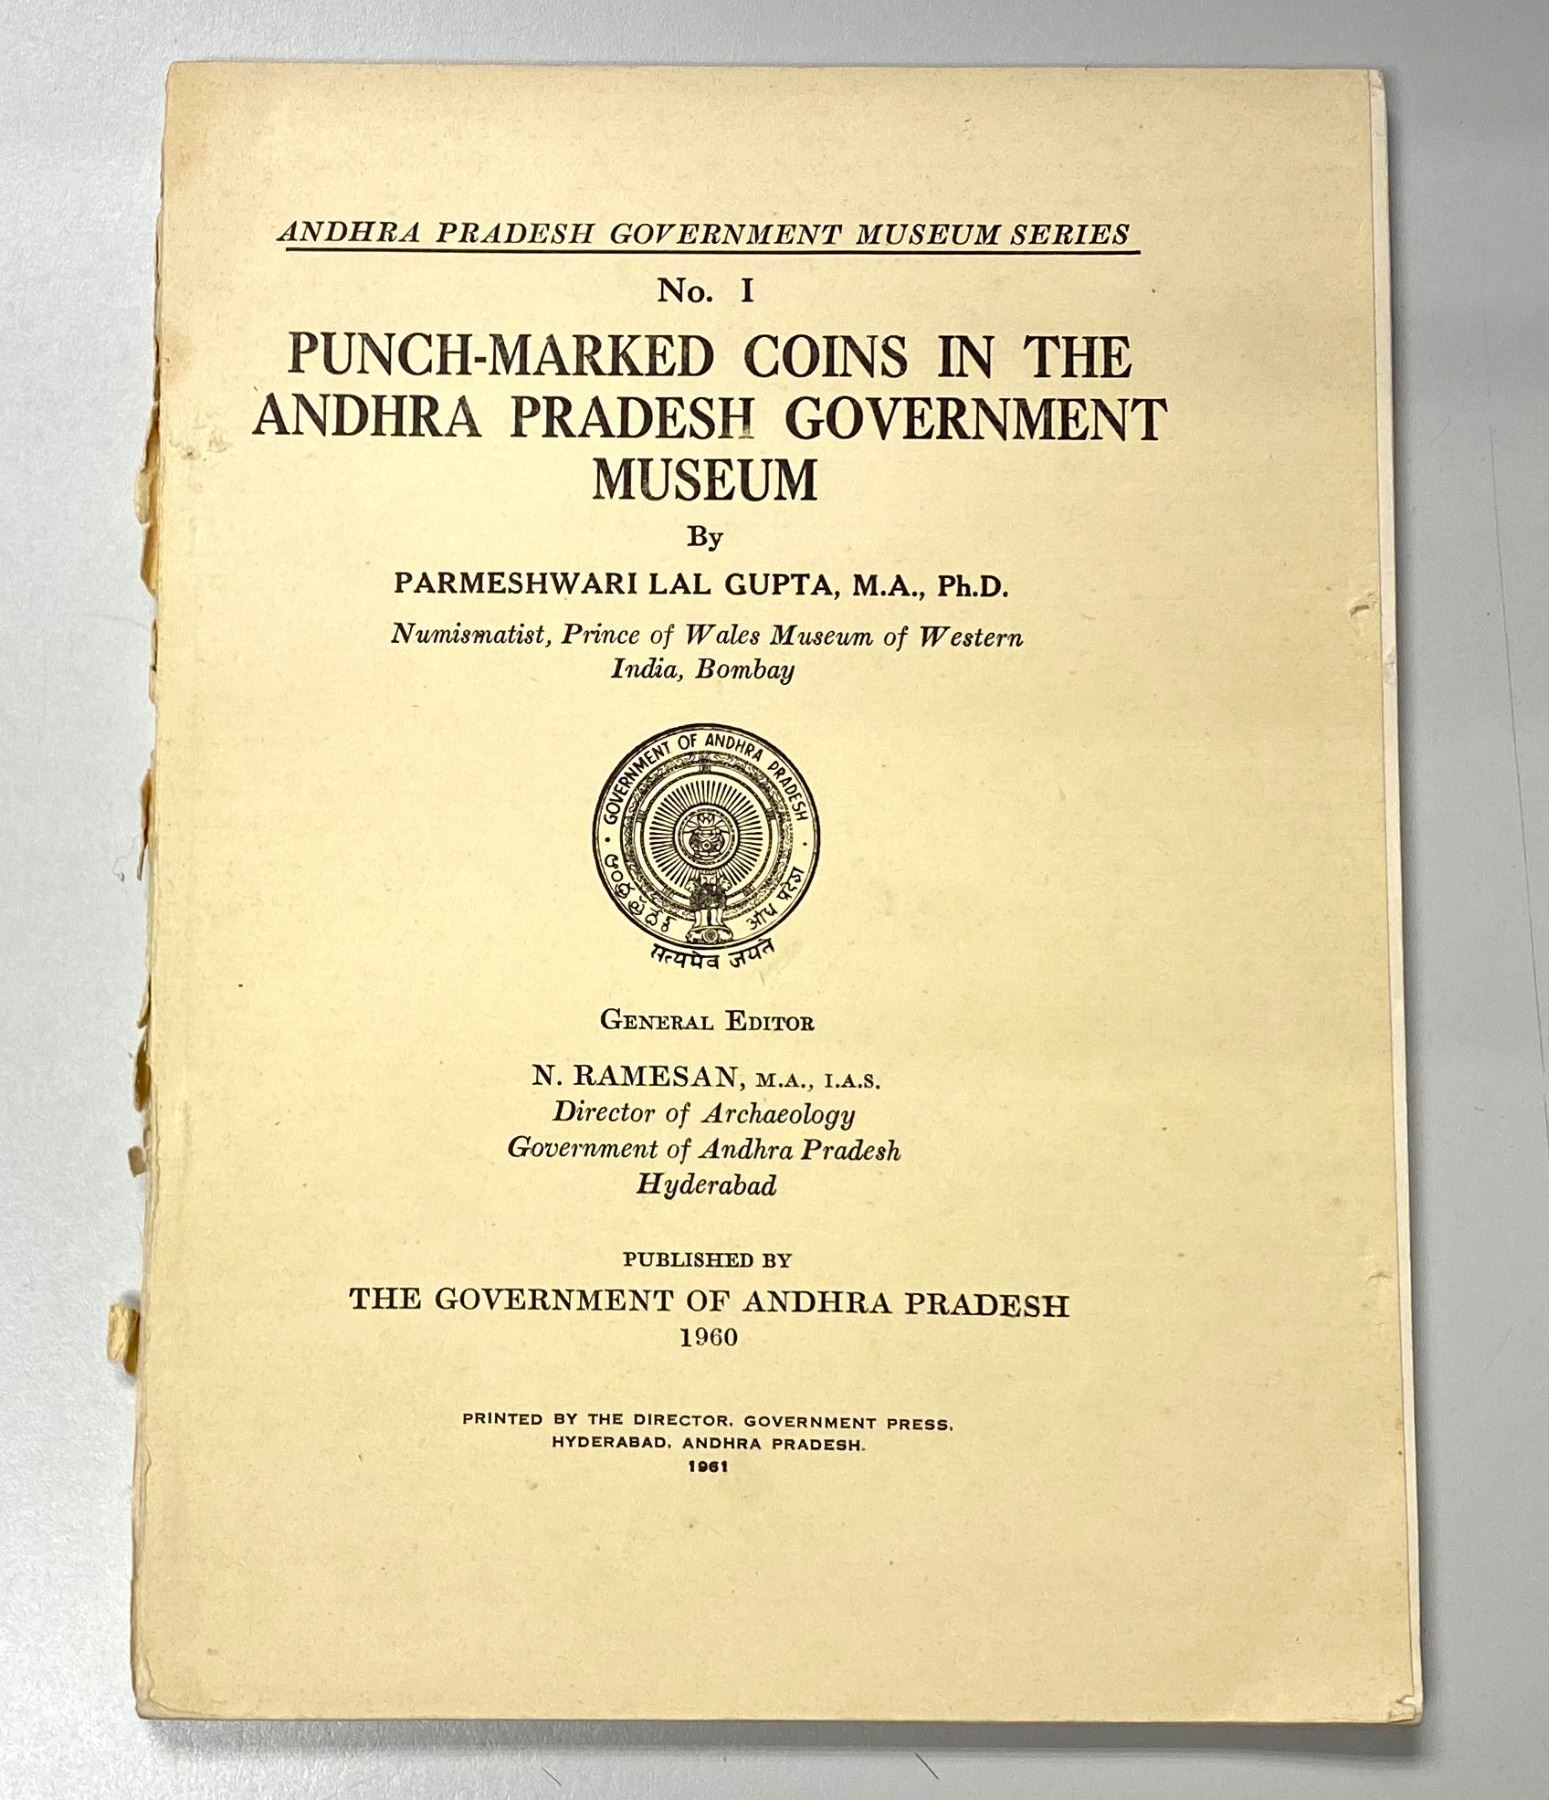 ANDHRA PRADESH GOVERNMENT MUSEUM SERIES
No. I
PUNCH-MARKED COINS IN THE
ANDHRA PRADESH GOVERNMENT
MUSEUM
By
PARMESHWARI LAL GUPTA, M.A., Ph.D.
Numismatist, Prince of Wales Museum of Western
India, Bombay
· GOVERNMENT OF ANDHRA PRADESH ·
ఆంధ్రప్రదేశ్
आंध्र प्रदेश
सत्यमेव जयते
GENERAL EDITOR
N. RAMESAN, M.A., I.A.S.
Director of Archaeology
Government of Andhra Pradesh
Hyderabad
PUBLISHED BY
THE GOVERNMENT OF ANDHRA PRADESH
1960
PRINTED BY THE DIRECTOR, GOVERNMENT PRESS,
HYDERABAD, ANDHRA PRADESH.
1961